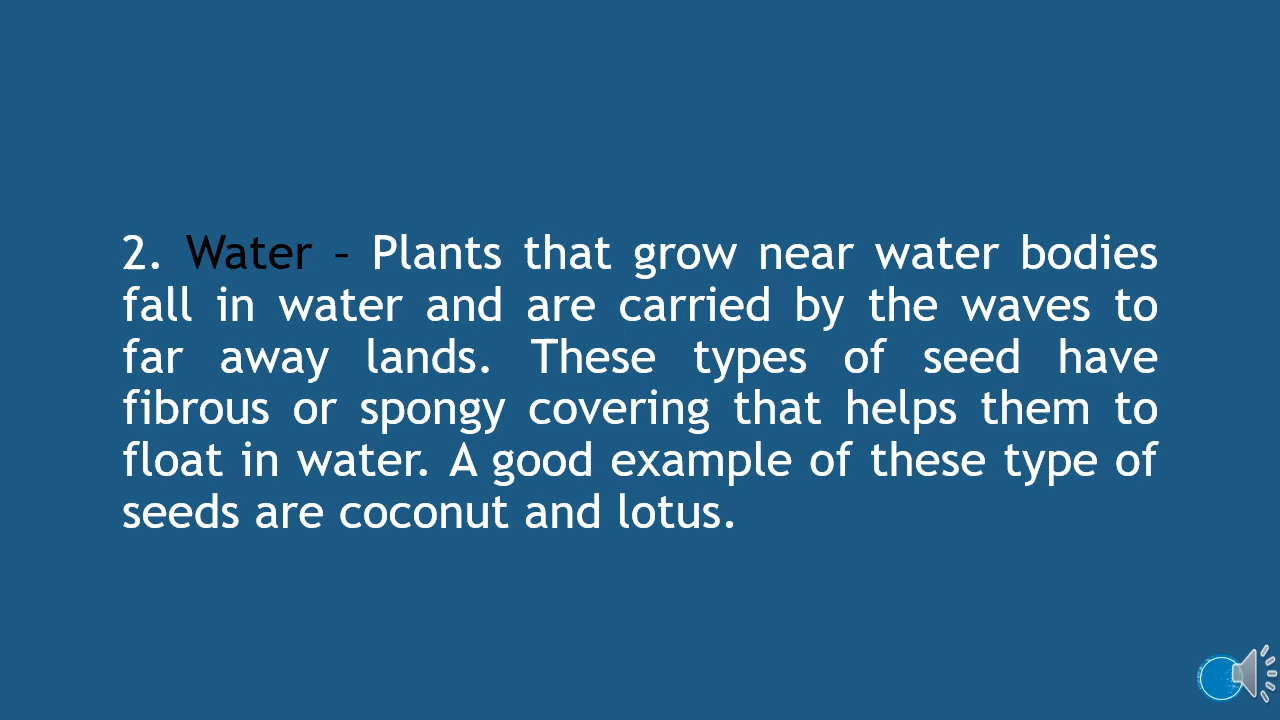 2. Water – Plants that grow near water bodies
fall in water and are carried by the waves to
far away lands. These types of seed have
fibrous or spongy covering that helps them to
float in water. A good example of these type of
seeds are coconut and lotus.